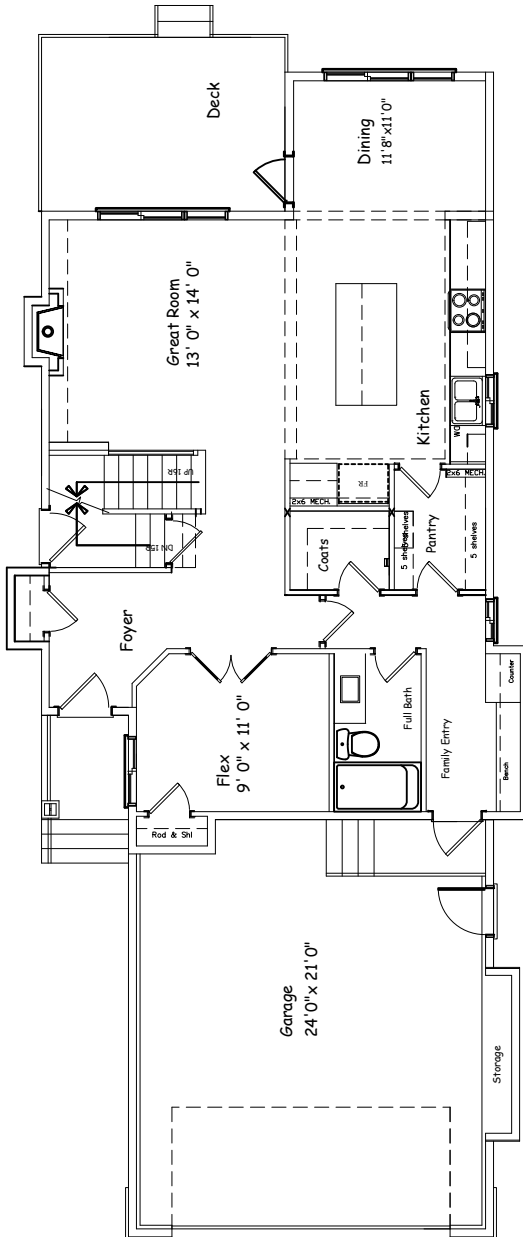 Deck
Dining
11'8"x11'0"
Great Room
13' 0" x 14' 0"
Kitchen
WO
UP 15R
2x6 MECH.
FR
2x6 MECH.
DN 15R
Coats
5 shelves
Pantry
5 shelves
Foyer
Flex
9' 0" x 11' 0"
Full Bath
Family Entry
Counter
Bench
Rod & Shl
Garage
24'0"x 21'0"
Storage